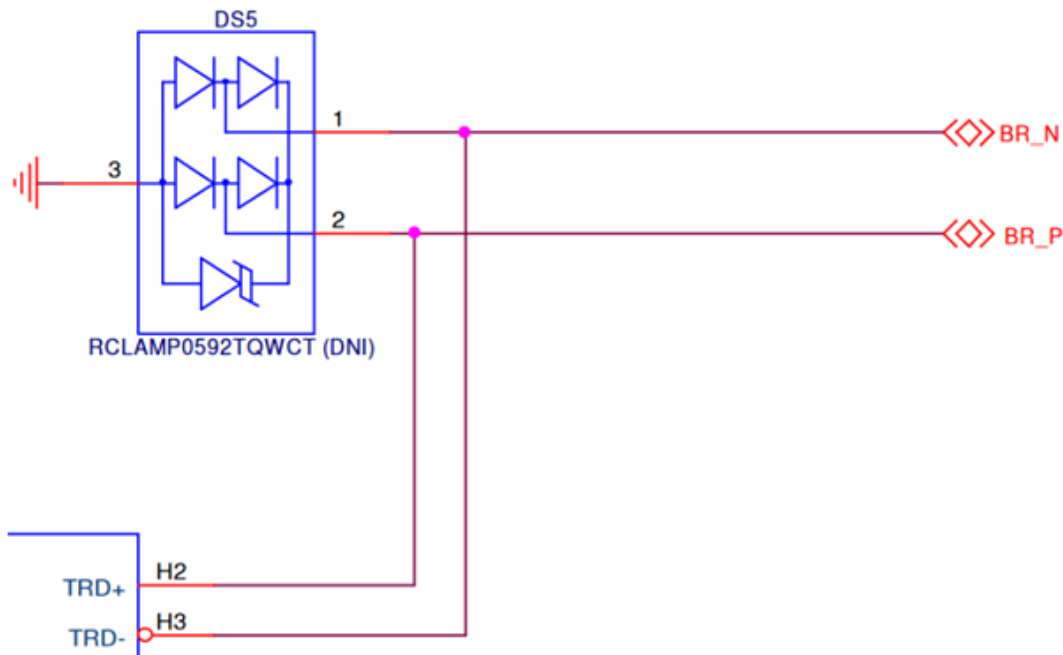 DS5
1
BR_N
3
2
BR_P
RCLAMP0592TQWCT (DNI)
H2
TRD+
H3
TRD-